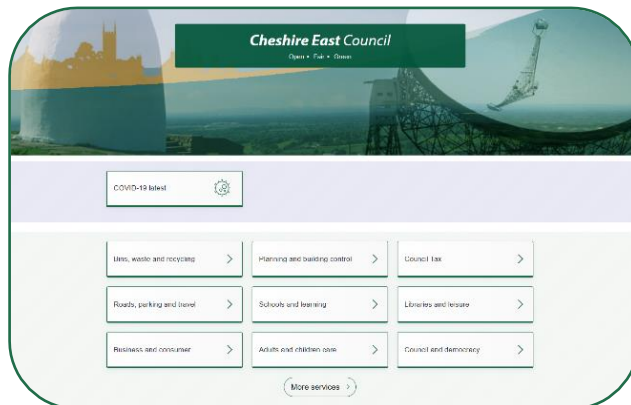 Cheshire East Council
Open • Fair • Green
COVID-19 latest
Bins, waste and recycling
Planning and building control
Council Tax
Roads, parking and travel
Schools and learning
Libraries and leisure
Business and consumer
Adults and children care
Council and democracy
More services